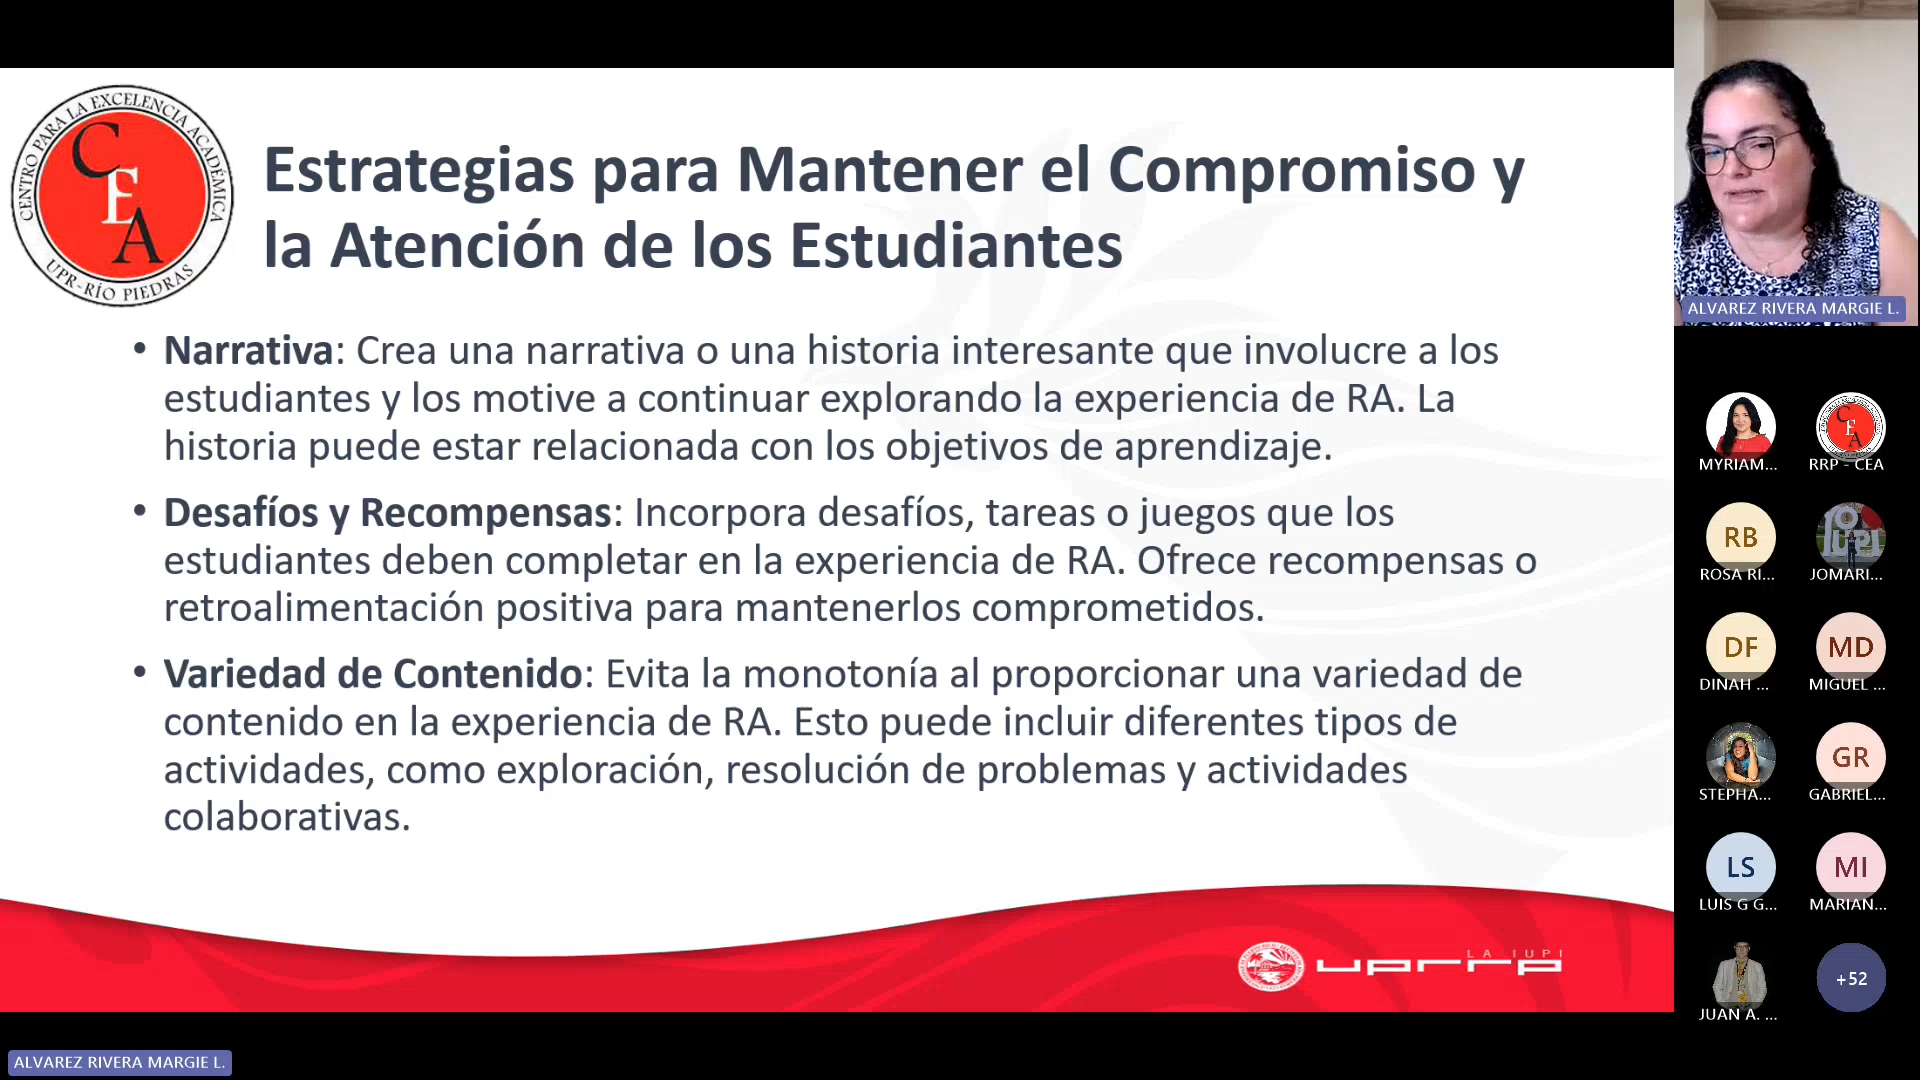 CENTRO PARA LA EXCELENCIA ACADÉMICA
CEA
UPR-RÍO PIEDRAS
Estrategias para Mantener el Compromiso y
la Atención de los Estudiantes
• Narrativa: Crea una narrativa o una historia interesante que involucre a los
estudiantes y los motive a continuar explorando la experiencia de RA. La
historia puede estar relacionada con los objetivos de aprendizaje.
• Desafíos y Recompensas: Incorpora desafíos, tareas o juegos que los
estudiantes deben completar en la experiencia de RA. Ofrece recompensas o
retroalimentación positiva para mantenerlos comprometidos.
• Variedad de Contenido: Evita la monotonía al proporcionar una variedad de
contenido en la experiencia de RA. Esto puede incluir diferentes tipos de
actividades, como exploración, resolución de problemas y actividades
colaborativas.
LA IUPI
uprrp
ALVAREZ RIVERA MARGIE L.
ALVAREZ RIVERA MARGIE L.
MYRIAM...
CEA
RRP - CEA
RB
ROSA RI...
IUPI
JOMARI...
DF
DINAH ...
MD
MIGUEL ...
STEPHA...
GR
GABRIEL...
LS
LUIS G G...
MI
MARIAN...
JUAN A. ...
+52